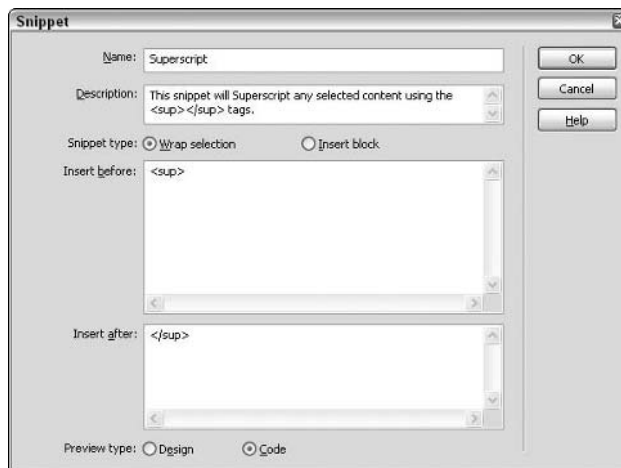 Snippet
Name: Superscript
OK
Description: This snippet will Superscript any selected content using the
<sup></sup> tags.
Cancel
Help
Snippet type: Wrap selection Insert block
Insert before: <sup>
Insert after: </sup>
Preview type: Design Code